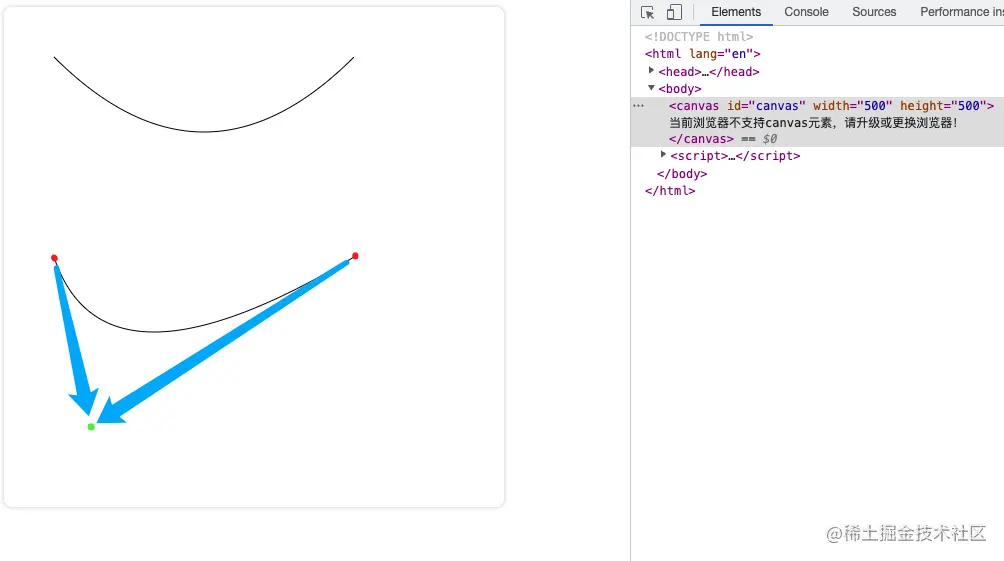 Elements Console Sources Performance ins
<!DOCTYPE html>
<html lang="en">
<head>…</head>
<body>
<canvas id="canvas" width="500" height="500">
当前浏览器不支持canvas元素，请升级或更换浏览器！
</canvas> == $0
<script>…</script>
</body>
</html>
@稀土掘金技术社区